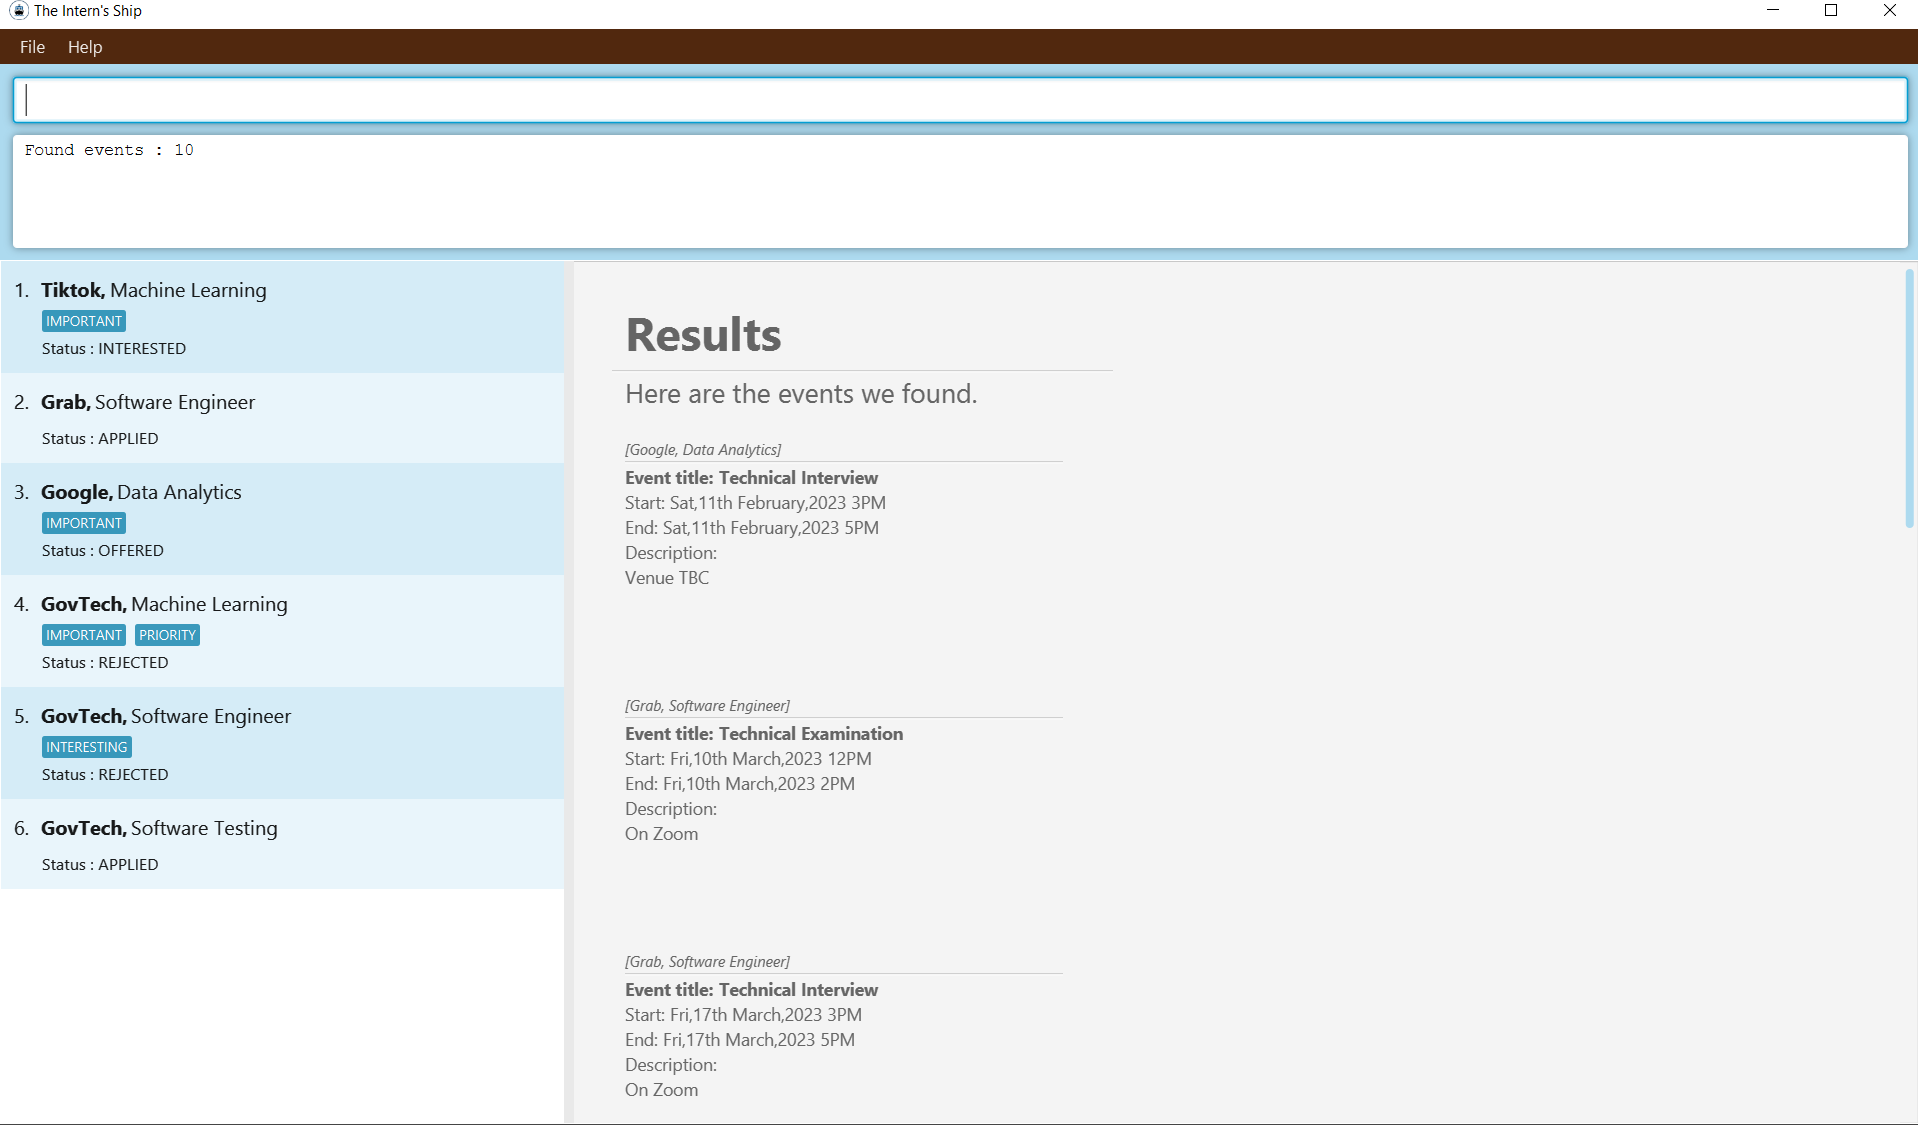 The Intern's Ship
File Help
Found events : 10
1. Tiktok, Machine Learning
IMPORTANT
Status : INTERESTED
2. Grab, Software Engineer
Status : APPLIED
3. Google, Data Analytics
IMPORTANT
Status : OFFERED
4. GovTech, Machine Learning
IMPORTANT PRIORITY
Status : REJECTED
5. GovTech, Software Engineer
INTERESTING
Status : REJECTED
6. GovTech, Software Testing
Status : APPLIED
Results
Here are the events we found.
[Google, Data Analytics]
Event title: Technical Interview
Start: Sat,11th February,2023 3PM
End: Sat,11th February,2023 5PM
Description:
Venue TBC
[Grab, Software Engineer]
Event title: Technical Examination
Start: Fri,10th March,2023 12PM
End: Fri,10th March,2023 2PM
Description:
On Zoom
[Grab, Software Engineer]
Event title: Technical Interview
Start: Fri,17th March,2023 3PM
End: Fri,17th March,2023 5PM
Description:
On Zoom